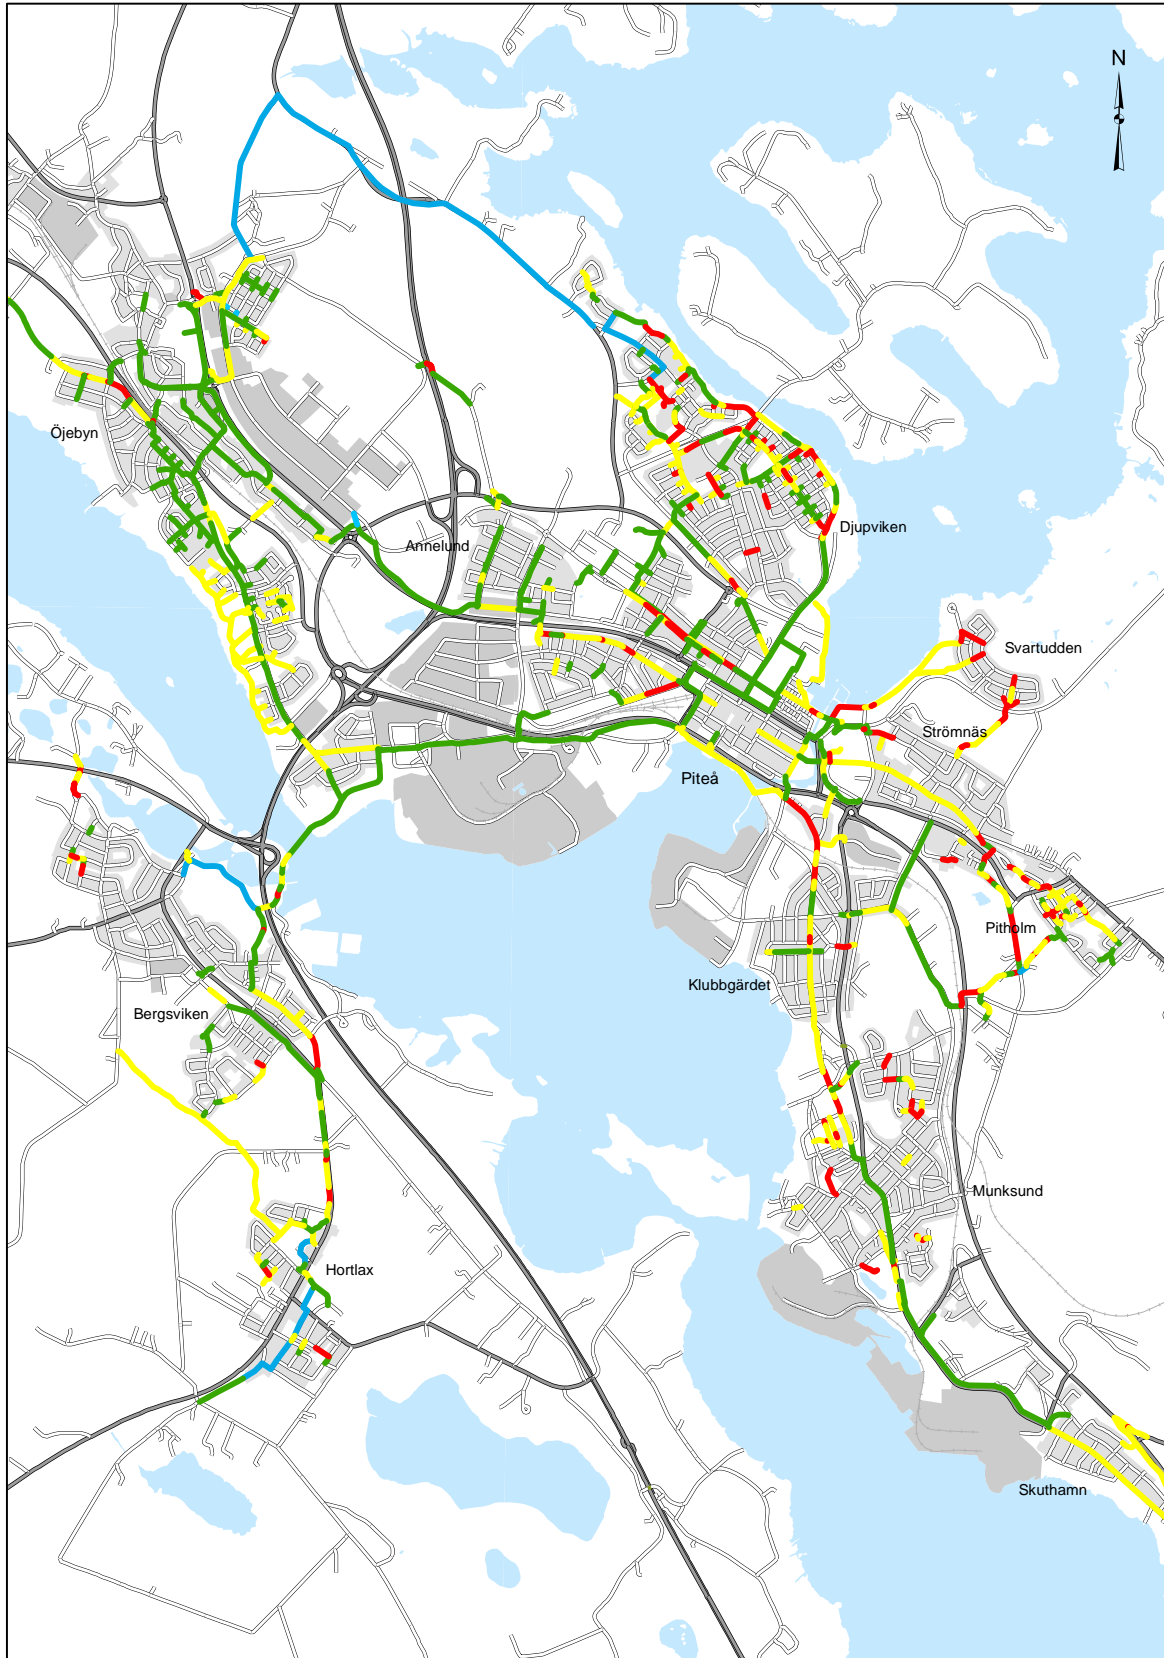 N
Öjebyn
Djupviken
Annelund
Svartudden
Strömnäs
Piteå
Pitholm
Klubbgärdet
Bergsviken
Munksund
Hortlax
Skuthamn